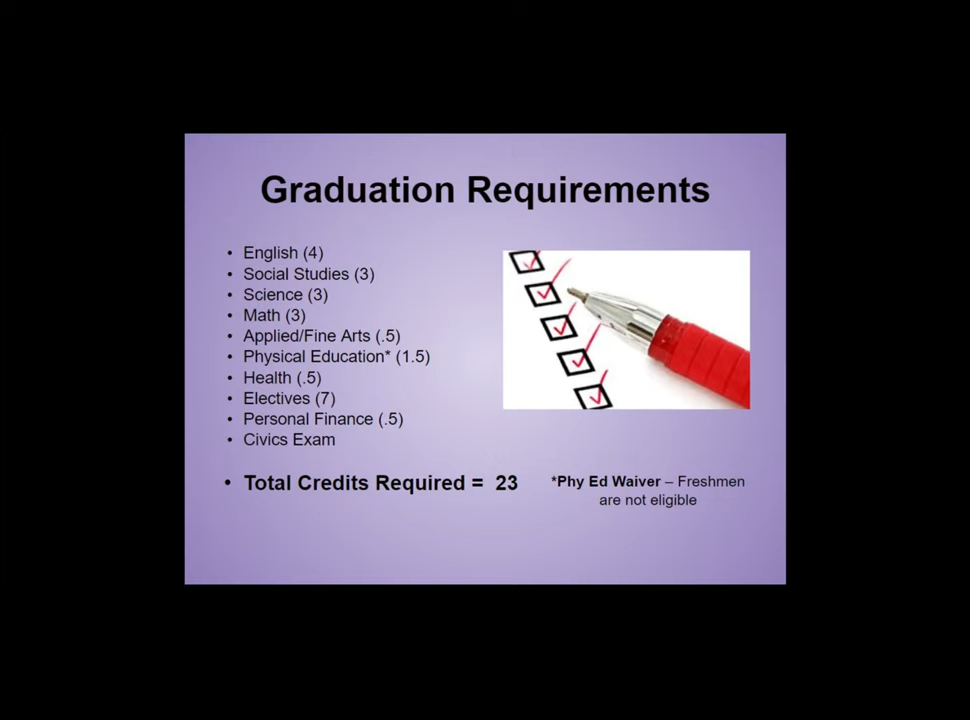 Graduation Requirements
• English (4)
• Social Studies (3)
• Science (3)
• Math (3)
• Applied/Fine Arts (.5)
• Physical Education* (1.5)
• Health (.5)
• Electives (7)
• Personal Finance (.5)
• Civics Exam
• Total Credits Required = 23
*Phy Ed Waiver – Freshmen
are not eligible